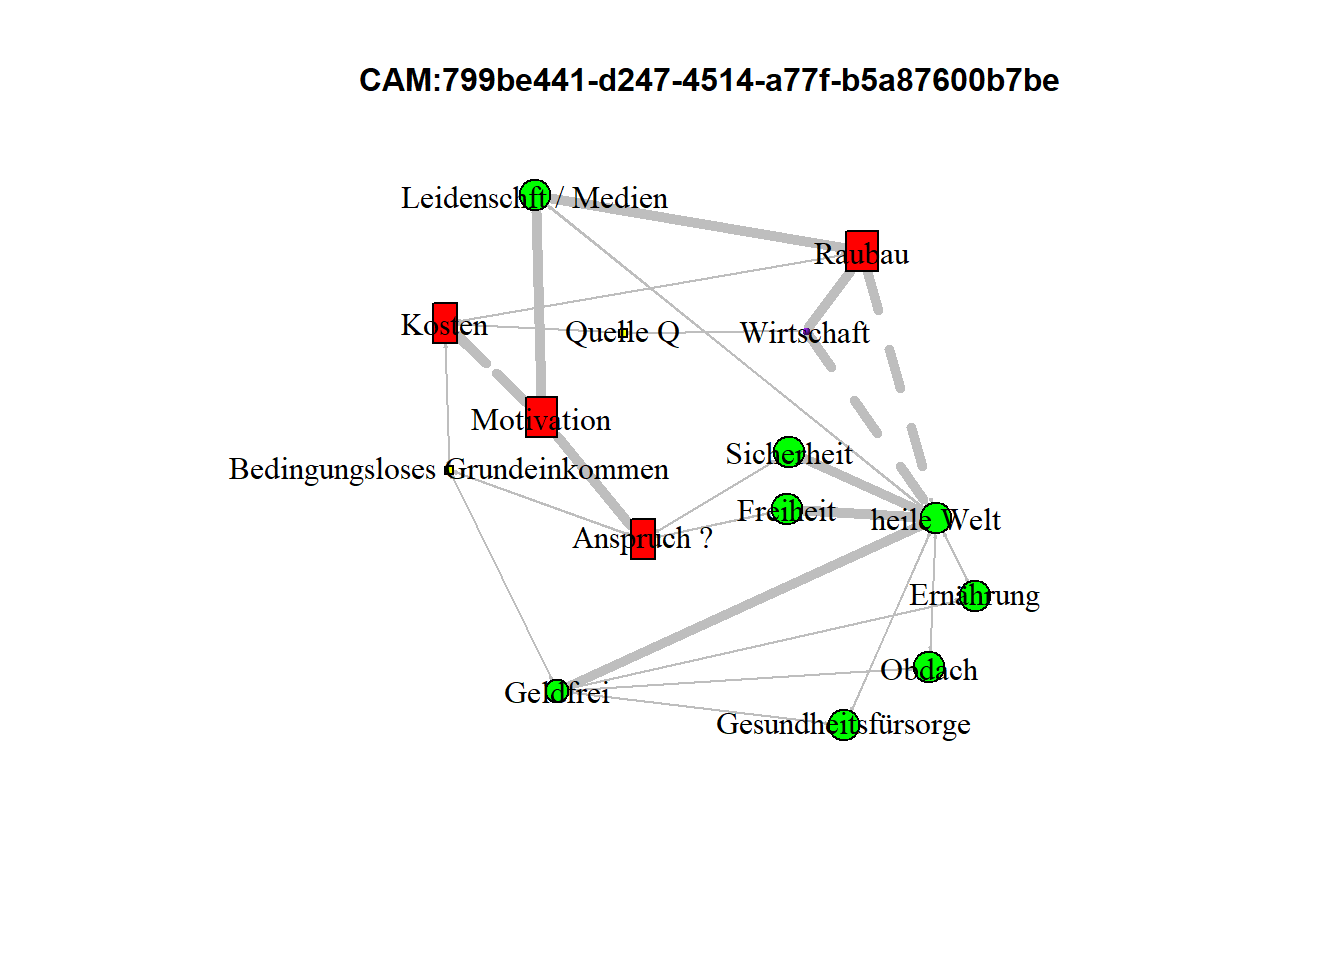 CAM:799be441-d247-4514-a77f-b5a87600b7be
Leidenschft / Medien
Raubau
Kosten
Quelle Q
Wirtschaft
Motivation
Sicherheit
Bedingungsloses Grundeinkommen
Freiheit
heile Welt
Anspruch ?
Ernährung
Obdach
Geldfrei
Gesundheitsfürsorge